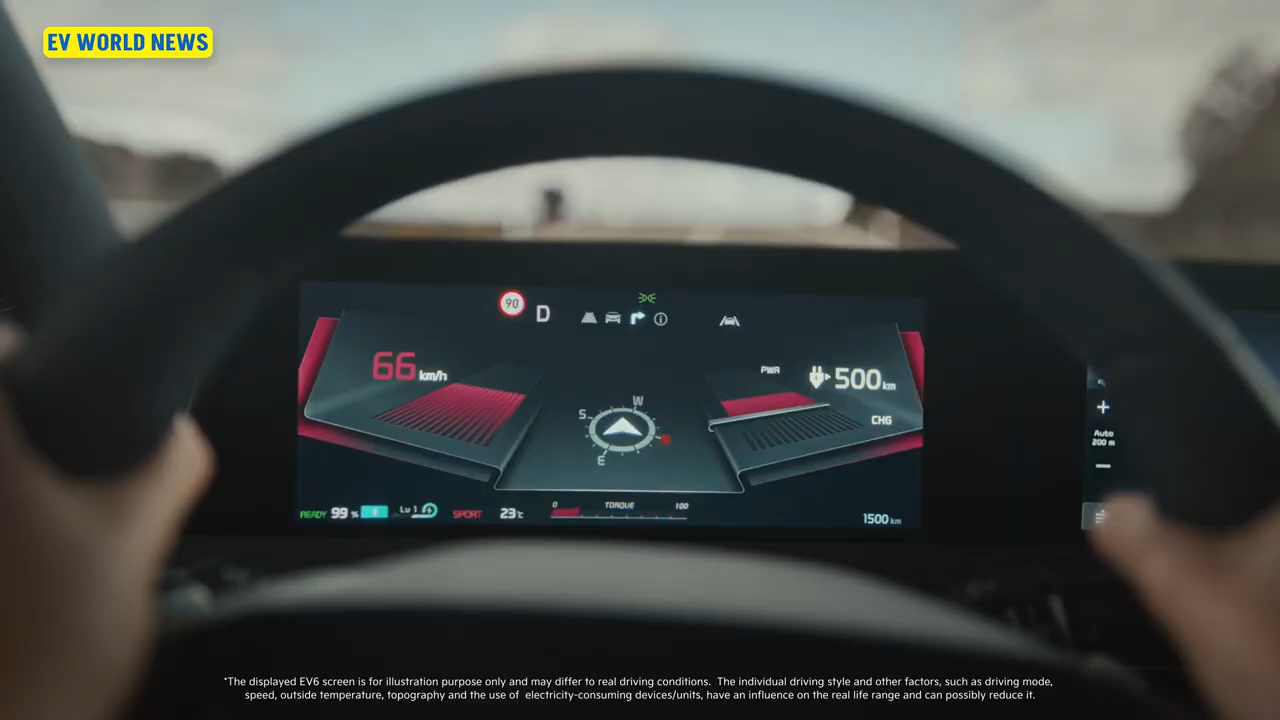 EV WORLD NEWS
90
D
66 km/h
PWR
500 km
CHG
W
S
E
+
Auto
200 m
READY 99 %
Lv 1
SPORT
23℃
0 TORQUE 100
1500 km
*The displayed EV6 screen is for illustration purpose only and may differ to real driving conditions. The individual driving style and other factors, such as driving mode,
speed, outside temperature, topography and the use of electricity-consuming devices/units, have an influence on the real life range and can possibly reduce it.